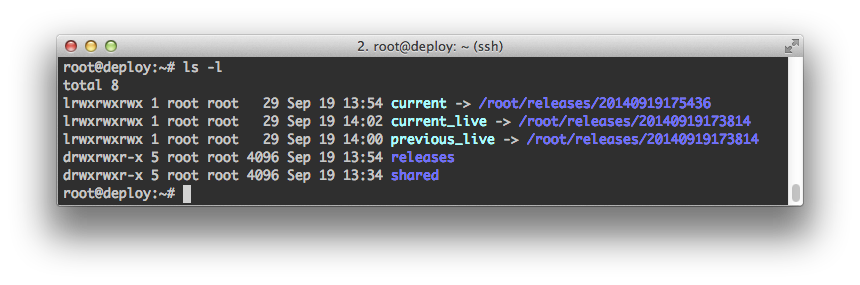 2. root@deploy: ~ (ssh)
root@deploy:~# ls -l
total 8
lrwxrwxrwx 1 root root   29 Sep 19 13:54 current -> /root/releases/20140919175436
lrwxrwxrwx 1 root root   29 Sep 19 14:02 current_live -> /root/releases/20140919173814
lrwxrwxrwx 1 root root   29 Sep 19 14:00 previous_live -> /root/releases/20140919173814
drwxrwxr-x 5 root root 4096 Sep 19 13:54 releases
drwxrwxr-x 5 root root 4096 Sep 19 13:34 shared
root@deploy:~#